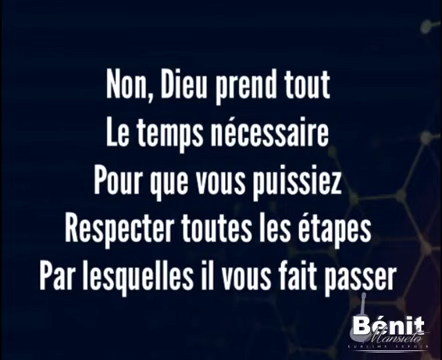 Non, Dieu prend tout
Le temps nécessaire
Pour que vous puissiez
Respecter toutes les étapes
Par lesquelles il vous fait passer
Bénit
Mansielo